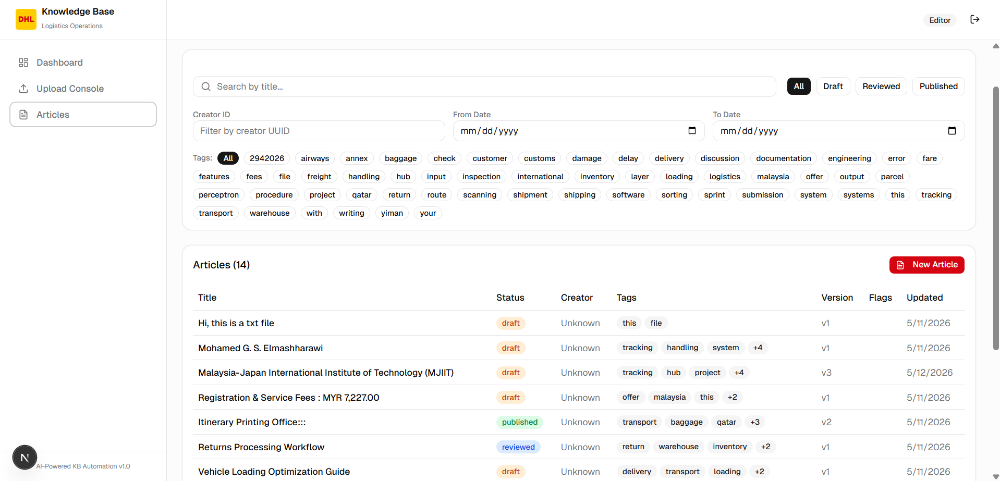 DHL
Knowledge Base
Logistics Operations
Editor
Dashboard
Upload Console
Articles
Search by title...
All
Draft
Reviewed
Published
Creator ID
From Date
To Date
Filter by creator UUID
mm/dd/yyyy
mm/dd/yyyy
Tags: All 2942026 airways annex baggage check customer customs damage delay delivery discussion documentation engineering error fare
features fees file freight handling hub input inspection international inventory layer loading logistics malaysia offer output parcel
perceptron procedure project qatar return route scanning shipment shipping software sorting sprint submission system systems this tracking
transport warehouse with writing yiman your
Articles (14)
New Article
Title Status Creator Tags Version Flags Updated
Hi, this is a txt file draft Unknown this file v1 5/11/2026
Mohamed G. S. Elmashharawi draft Unknown tracking handling system +4 v1 5/11/2026
Malaysia-Japan International Institute of Technology (MJIIT) draft Unknown tracking hub project +4 v3 5/12/2026
Registration & Service Fees : MYR 7,227.00 draft Unknown offer malaysia this +2 v1 5/11/2026
Itinerary Printing Office::: published Unknown transport baggage qatar +3 v2 5/11/2026
Returns Processing Workflow reviewed Unknown return warehouse inventory +2 v1 5/11/2026
Vehicle Loading Optimization Guide draft Unknown delivery transport loading +2 v1 5/11/2026
N
AI-Powered KB Automation v1.0